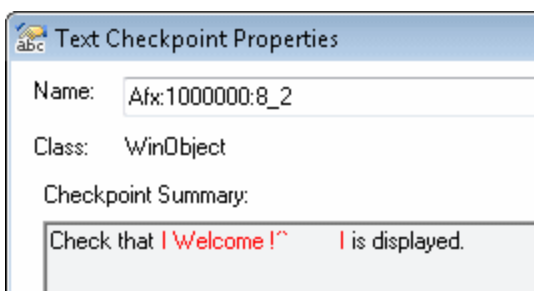 abc Text Checkpoint Properties
Name: Afx:1000000:8_2
Class: WinObject
Checkpoint Summary:
Check that | Welcome !^ | is displayed.